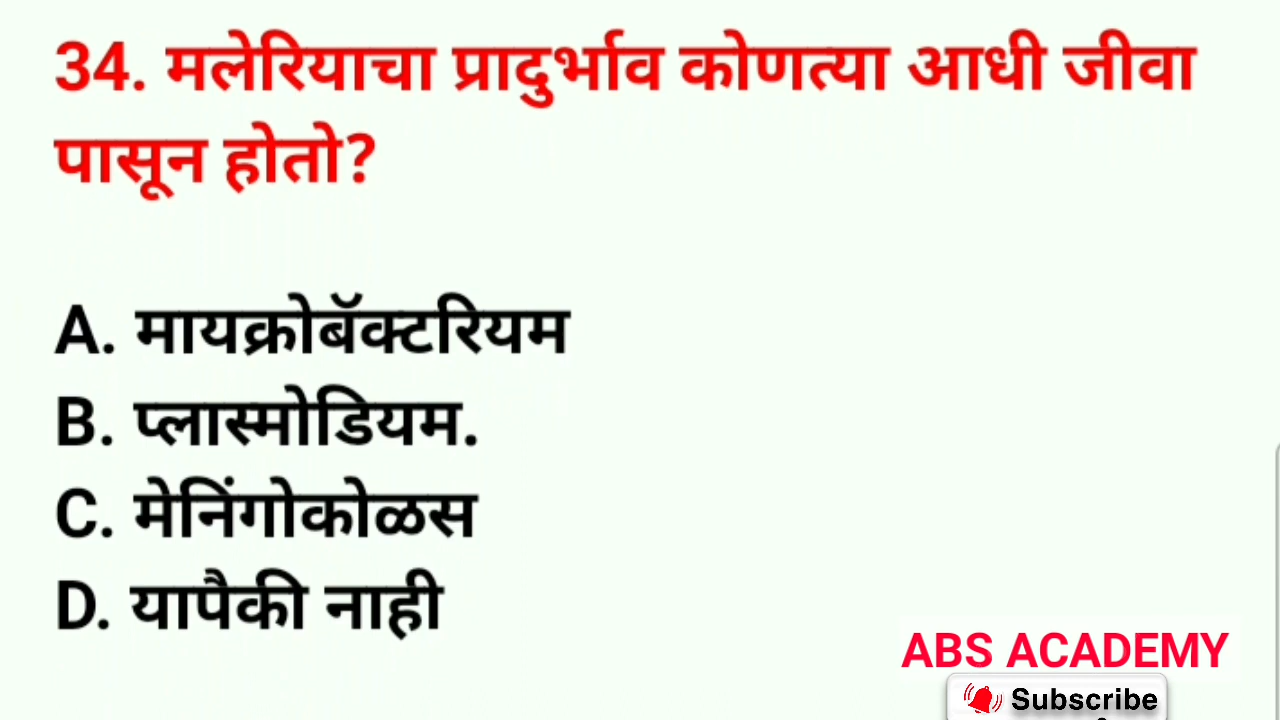 34. मलेरियाचा प्रादुर्भाव कोणत्या आधी जीवा
पासून होतो?
A. मायक्रोबॅक्टरियम
B. प्लास्मोडियम.
C. मेनिंगोकोळस
D. यापैकी नाही
ABS ACADEMY
Subscribe